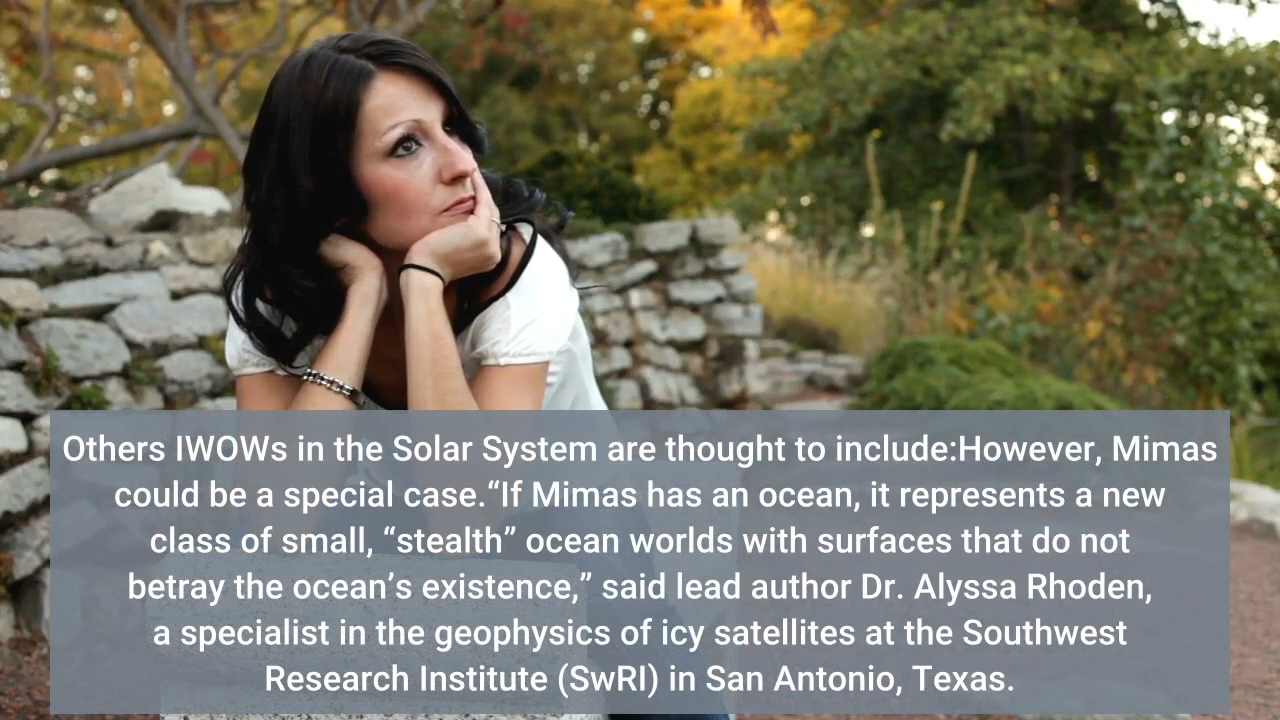 Others IWOWs in the Solar System are thought to include:However, Mimas
could be a special case.“If Mimas has an ocean, it represents a new
class of small, “stealth” ocean worlds with surfaces that do not
betray the ocean’s existence,” said lead author Dr. Alyssa Rhoden,
a specialist in the geophysics of icy satellites at the Southwest
Research Institute (SwRI) in San Antonio, Texas.